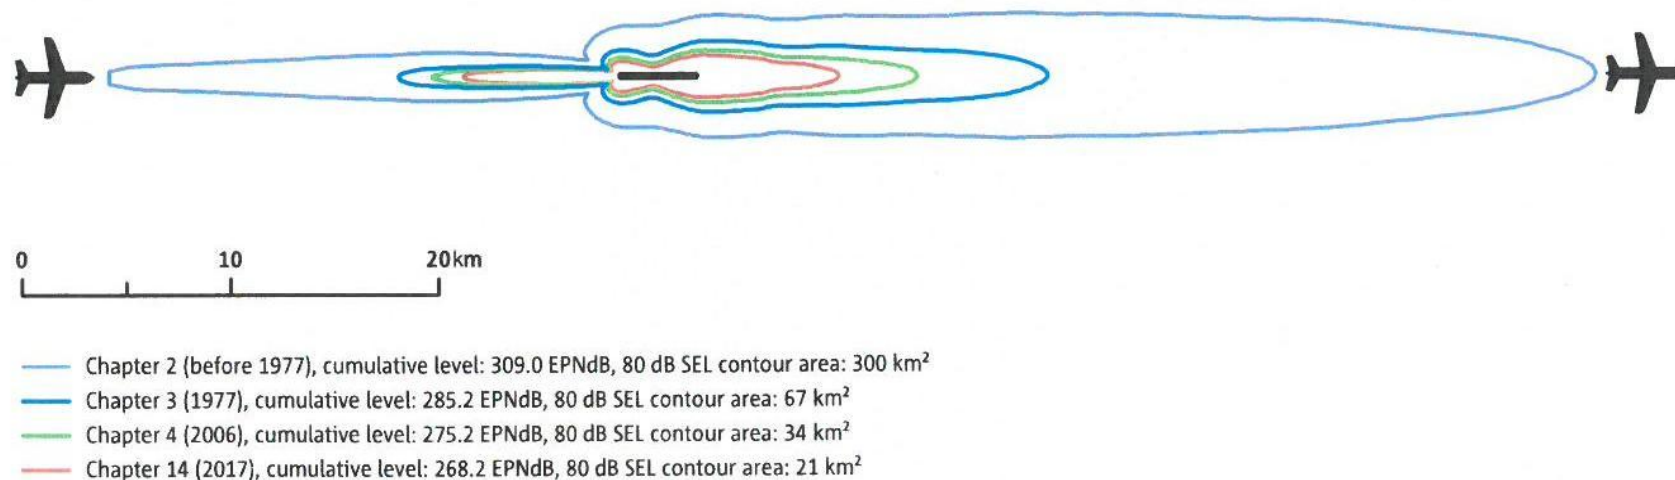 0 10 20 km
Chapter 2 (before 1977), cumulative level: 309.0 EPNdB, 80 dB SEL contour area: 300 km²
Chapter 3 (1977), cumulative level: 285.2 EPNdB, 80 dB SEL contour area: 67 km²
Chapter 4 (2006), cumulative level: 275.2 EPNdB, 80 dB SEL contour area: 34 km²
Chapter 14 (2017), cumulative level: 268.2 EPNdB, 80 dB SEL contour area: 21 km²